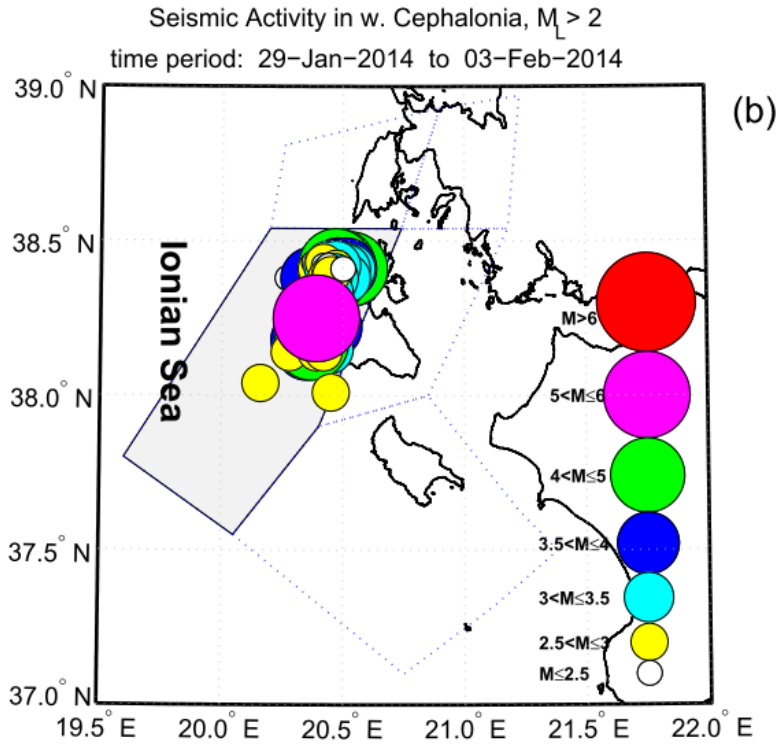 Seismic Activity in w. Cephalonia, M_L > 2
time period: 29−Jan−2014 to 03−Feb−2014
(b)
39.0° N
38.5° N
38.0° N
37.5° N
37.0° N
Ionian Sea
M>6
5<M≤6
4<M≤5
3.5<M≤4
3<M≤3.5
2.5<M≤3
M≤2.5
19.5° E 20.0° E 20.5° E 21.0° E 21.5° E 22.0° E